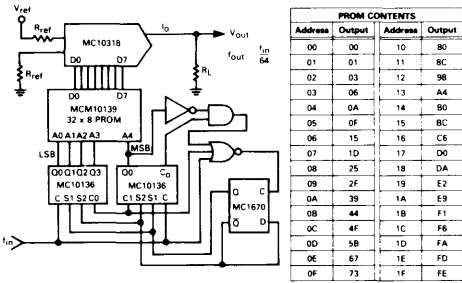 Vref
Rref
Rref
MC10318
IO
Vout
fout fin
64
RL
D0 D7
D0 D7
MCM10139
32 x 8 PROM
A0 A1 A2 A3 A4
LSB
MSB
Q0 Q1 Q2 Q3
MC10136
C S1 S2 C0
Q0 CO
MC10136
C1 S2 S1 C
Q C
MC1670
Q D
fin
PROM CONTENTS
Address Output Address Output
00 00 10 80
01 01 11 8C
02 03 12 98
03 06 13 A4
04 0A 14 B0
05 0F 15 BC
06 15 16 C6
07 1D 17 D0
08 25 18 DA
09 2F 19 E2
0A 39 1A E9
0B 44 1B F1
0C 4F 1C F6
0D 5B 1D FA
0E 67 1E FD
0F 73 1F FE